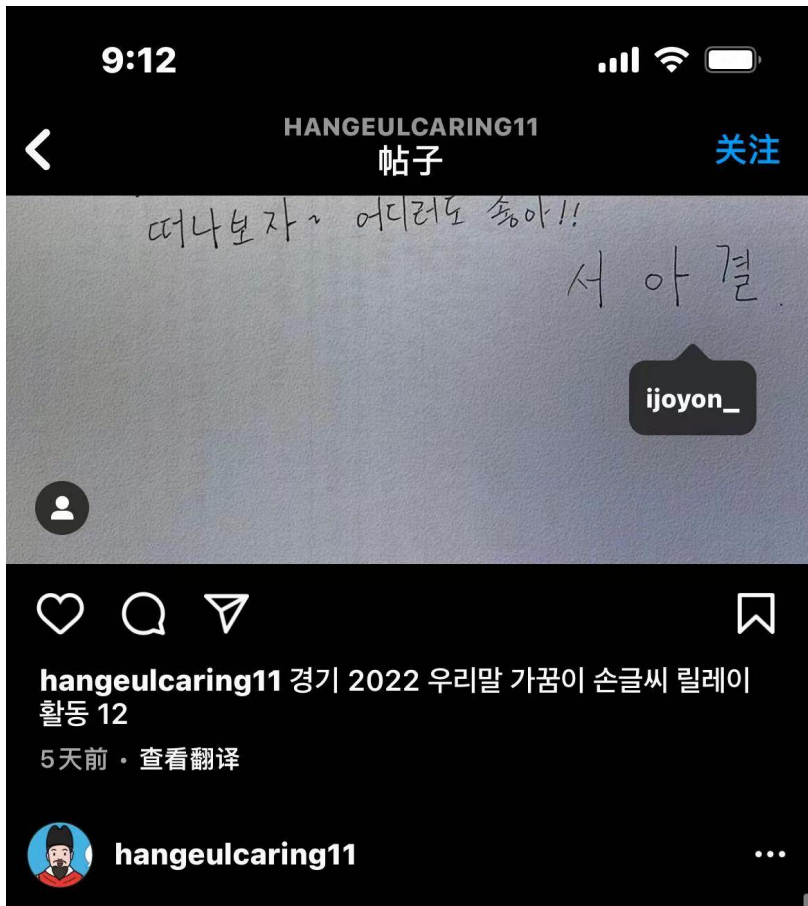 9:12
HANGEULCARING11
帖子
关注
떠나보자~ 어디러도 좋아!!
서아결.
ijoyon_
hangeulcaring11 경기 2022 우리말 가꿈이 손글씨 릴레이
활동 12
5天前 · 查看翻译
hangeulcaring11